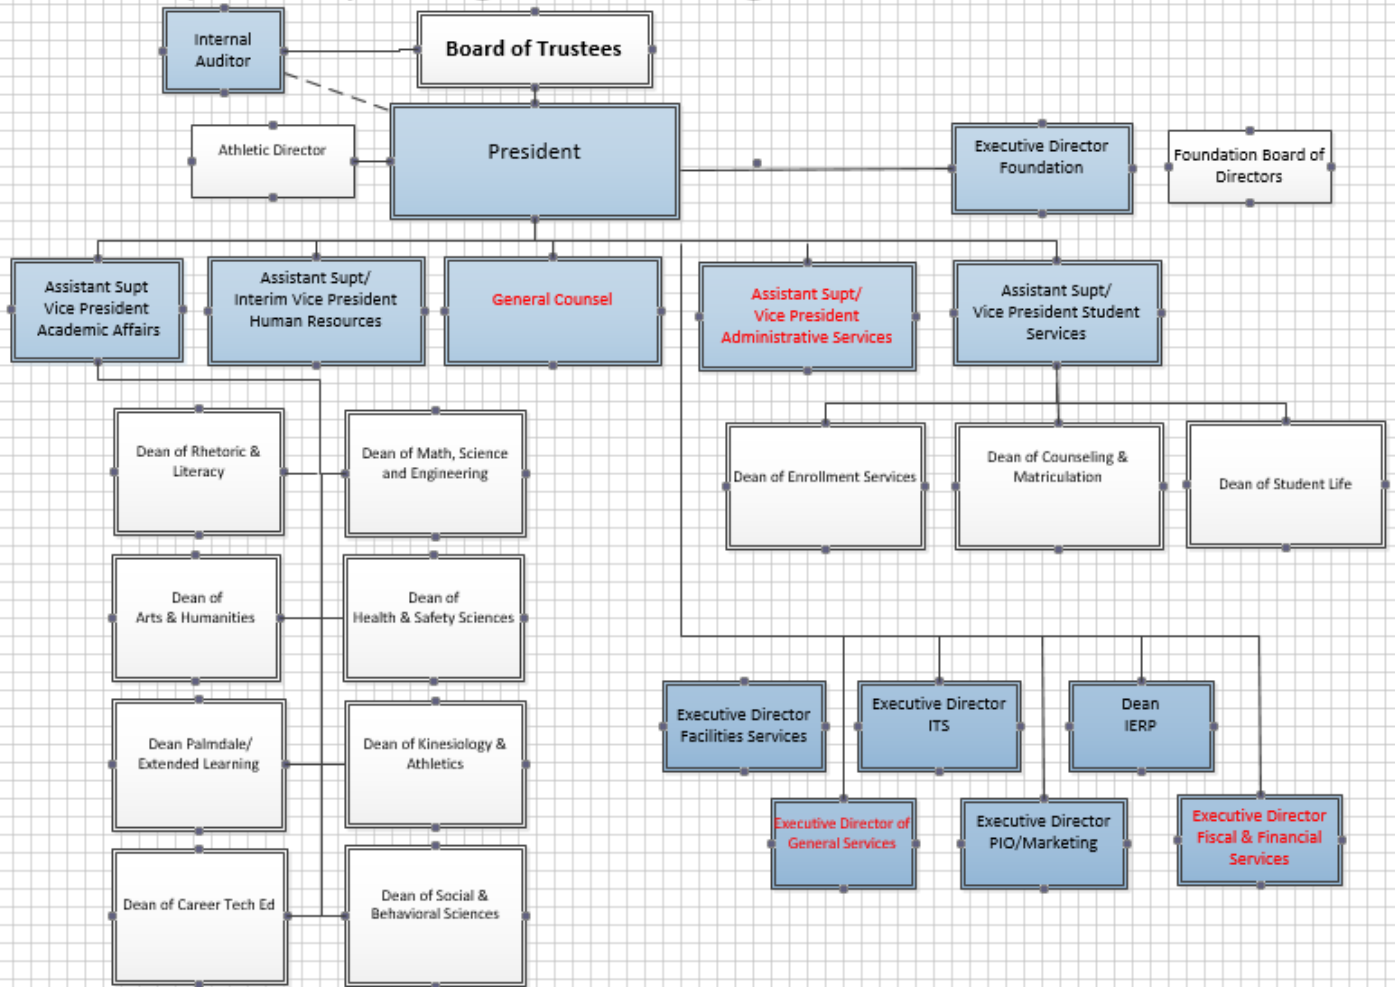 Internal
Auditor
Board of Trustees
Athletic Director
President
Executive Director
Foundation
Foundation Board of
Directors
Assistant Supt
Vice President
Academic Affairs
Assistant Supt/
Interim Vice President
Human Resources
General Counsel
Assistant Supt/
Vice President
Administrative Services
Assistant Supt/
Vice President Student
Services
Dean of Rhetoric &
Literacy
Dean of Math, Science
and Engineering
Dean of Enrollment Services
Dean of Counseling &
Matriculation
Dean of Student Life
Dean of
Arts & Humanities
Dean of
Health & Safety Sciences
Dean Palmdale/
Extended Learning
Dean of Kinesiology &
Athletics
Executive Director
Facilities Services
Executive Director
ITS
Dean
IERP
Executive Director of
General Services
Executive Director
PIO/Marketing
Executive Director
Fiscal & Financial
Services
Dean of Career Tech Ed
Dean of Social &
Behavioral Sciences